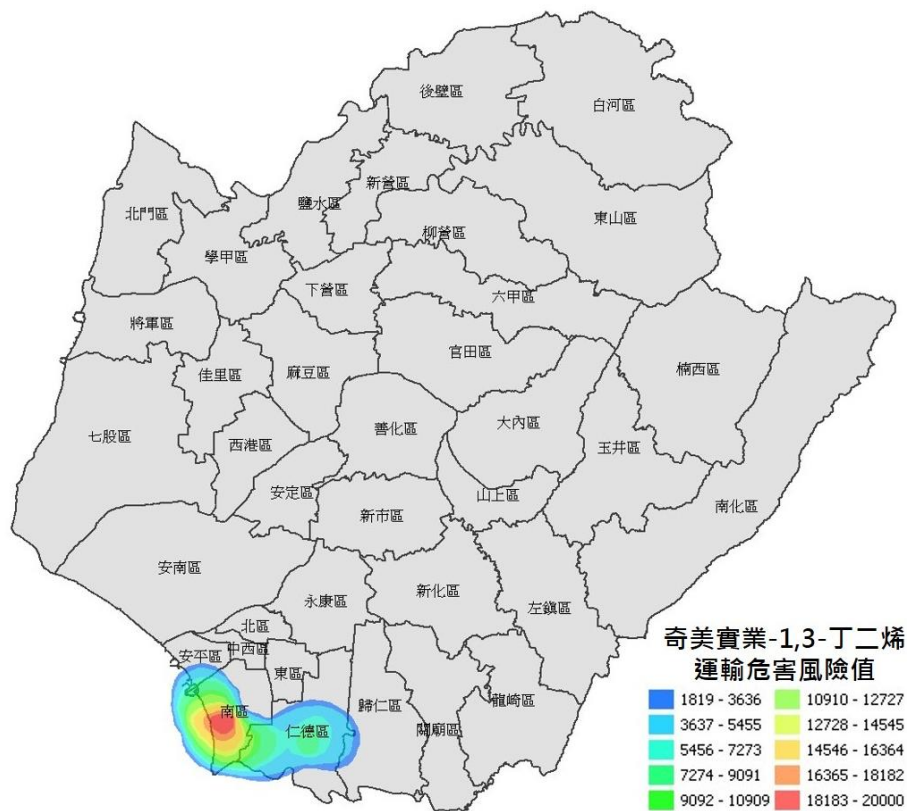 後壁區
白河區
新營區
鹽水區
北門區
東山區
柳營區
學甲區
下營區
六甲區
將軍區
官田區
佳里區
麻豆區
楠西區
大內區
七股區
善化區
西港區
玉井區
安定區
山上區
南化區
新市區
安南區
新化區
永康區
左鎮區
北區
中西區
安平區
東區
龍崎區
歸仁區
南區
仁德區
關廟區
奇美實業-1,3-丁二烯
運輸危害風險值
1819 - 3636
10910 - 12727
3637 - 5455
12728 - 14545
5456 - 7273
14546 - 16364
7274 - 9091
16365 - 18182
9092 - 10909
18183 - 20000